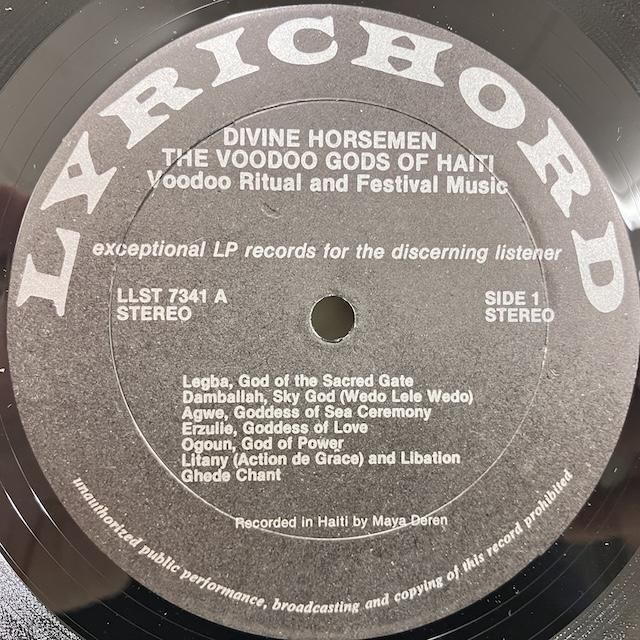 LYRICHORD
DIVINE HORSEMEN
THE VOODOO GODS OF HAITI
Voodoo Ritual and Festival Music
exceptional LP records for the discerning listener
LLST 7341 A
STEREO
SIDE 1
STEREO
Legba, God of the Sacred Gate
Damballah, Sky God (Wedo Lele Wedo)
Agwe, Goddess of Sea Ceremony
Erzulie, Goddess of Love
Ogoun, God of Power
Litany (Action de Grace) and Libation
Ghede Chant
Recorded in Haiti by Maya Deren
unauthorized public performance, broadcasting and copying of this record prohibited